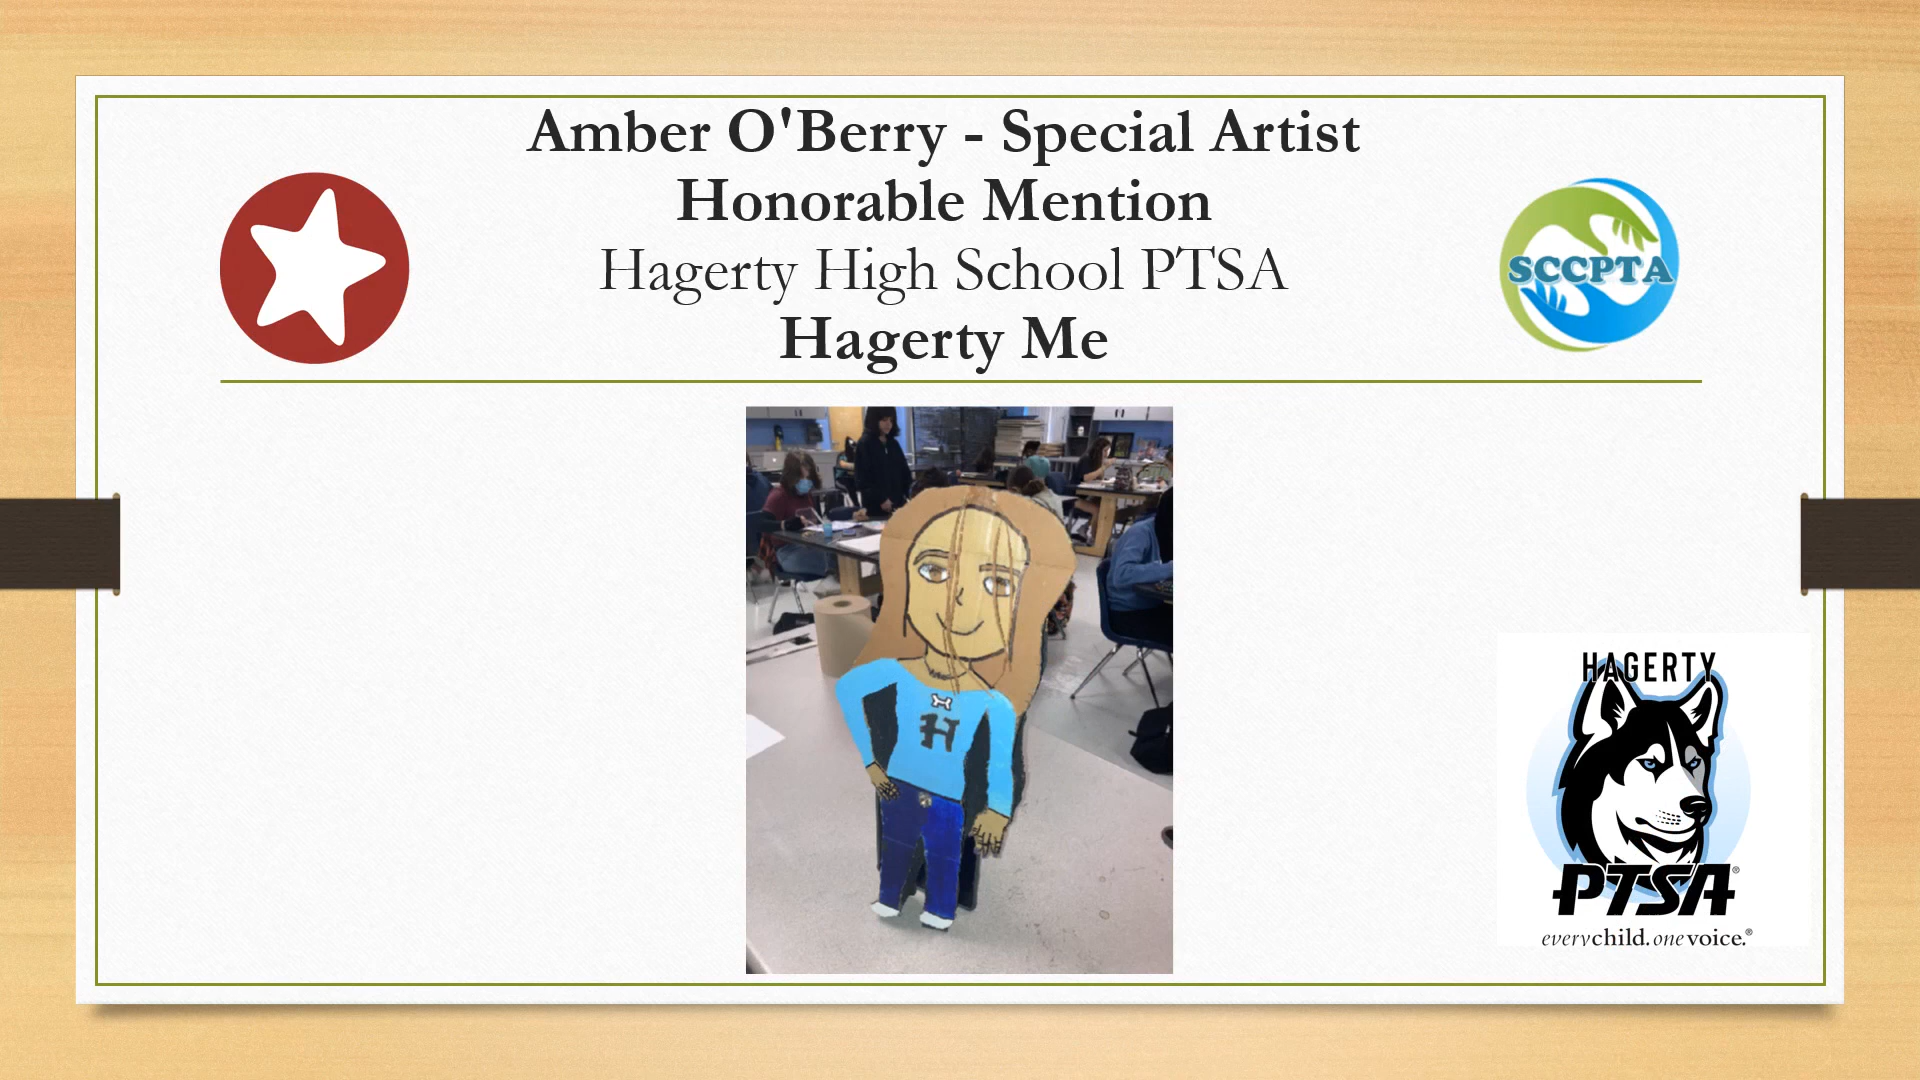 Amber O'Berry - Special Artist
Honorable Mention
Hagerty High School PTSA
Hagerty Me
SCCPTA
H
HAGERTY
PTSA®
everychild.onevoice.®